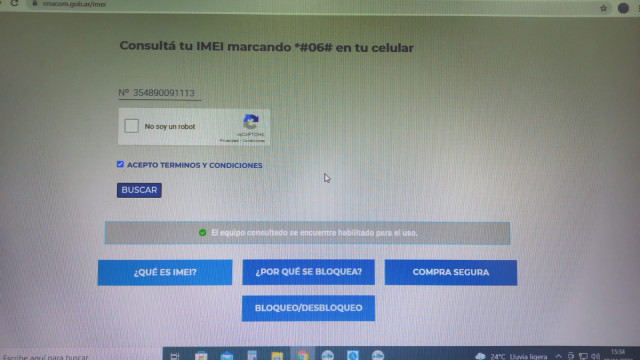 enacom.gob.ar/imei
Consultá tu IMEI marcando *#06# en tu celular
Nº 354890091113
No soy un robot
reCAPTCHA
Privacidad - Condiciones
ACEPTO TERMINOS Y CONDICIONES
BUSCAR
El equipo consultado se encuentra habilitado para el uso.
¿QUÉ ES IMEI?
¿POR QUÉ SE BLOQUEA?
COMPRA SEGURA
BLOQUEO/DESBLOQUEO
Escribe aquí para buscar
24°C Lluvia ligera
15:34